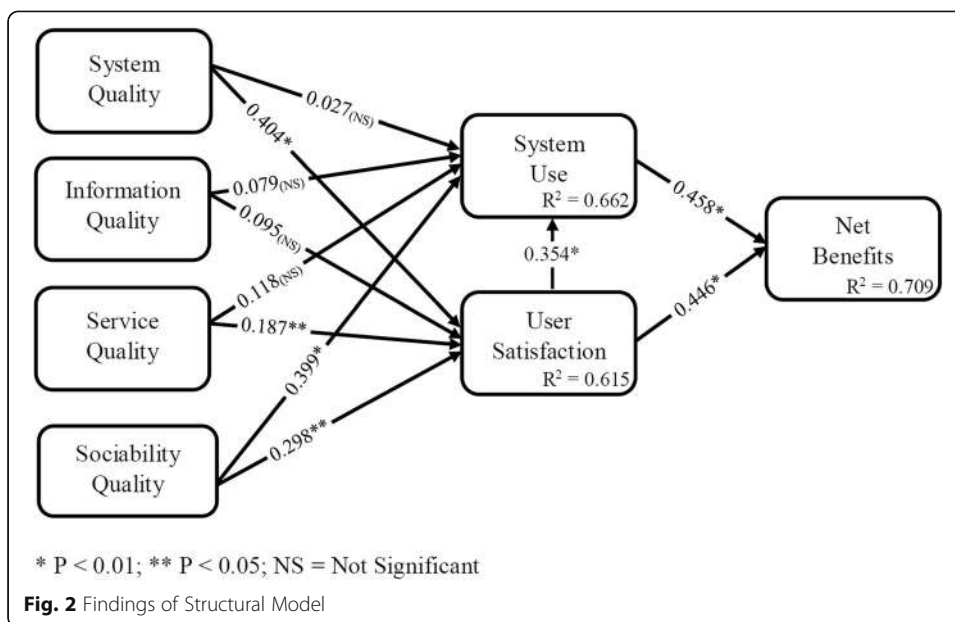 System
Quality
Information
Quality
Service
Quality
Sociability
Quality
0.027(NS)
0.404*
0.079(NS)
0.095(NS)
0.118(NS)
0.187**
0.399*
0.298**
System
Use
R² = 0.662
0.354*
User
Satisfaction
R² = 0.615
0.458*
0.446*
Net
Benefits
R² = 0.709
* P < 0.01; ** P < 0.05; NS = Not Significant
Fig. 2 Findings of Structural Model